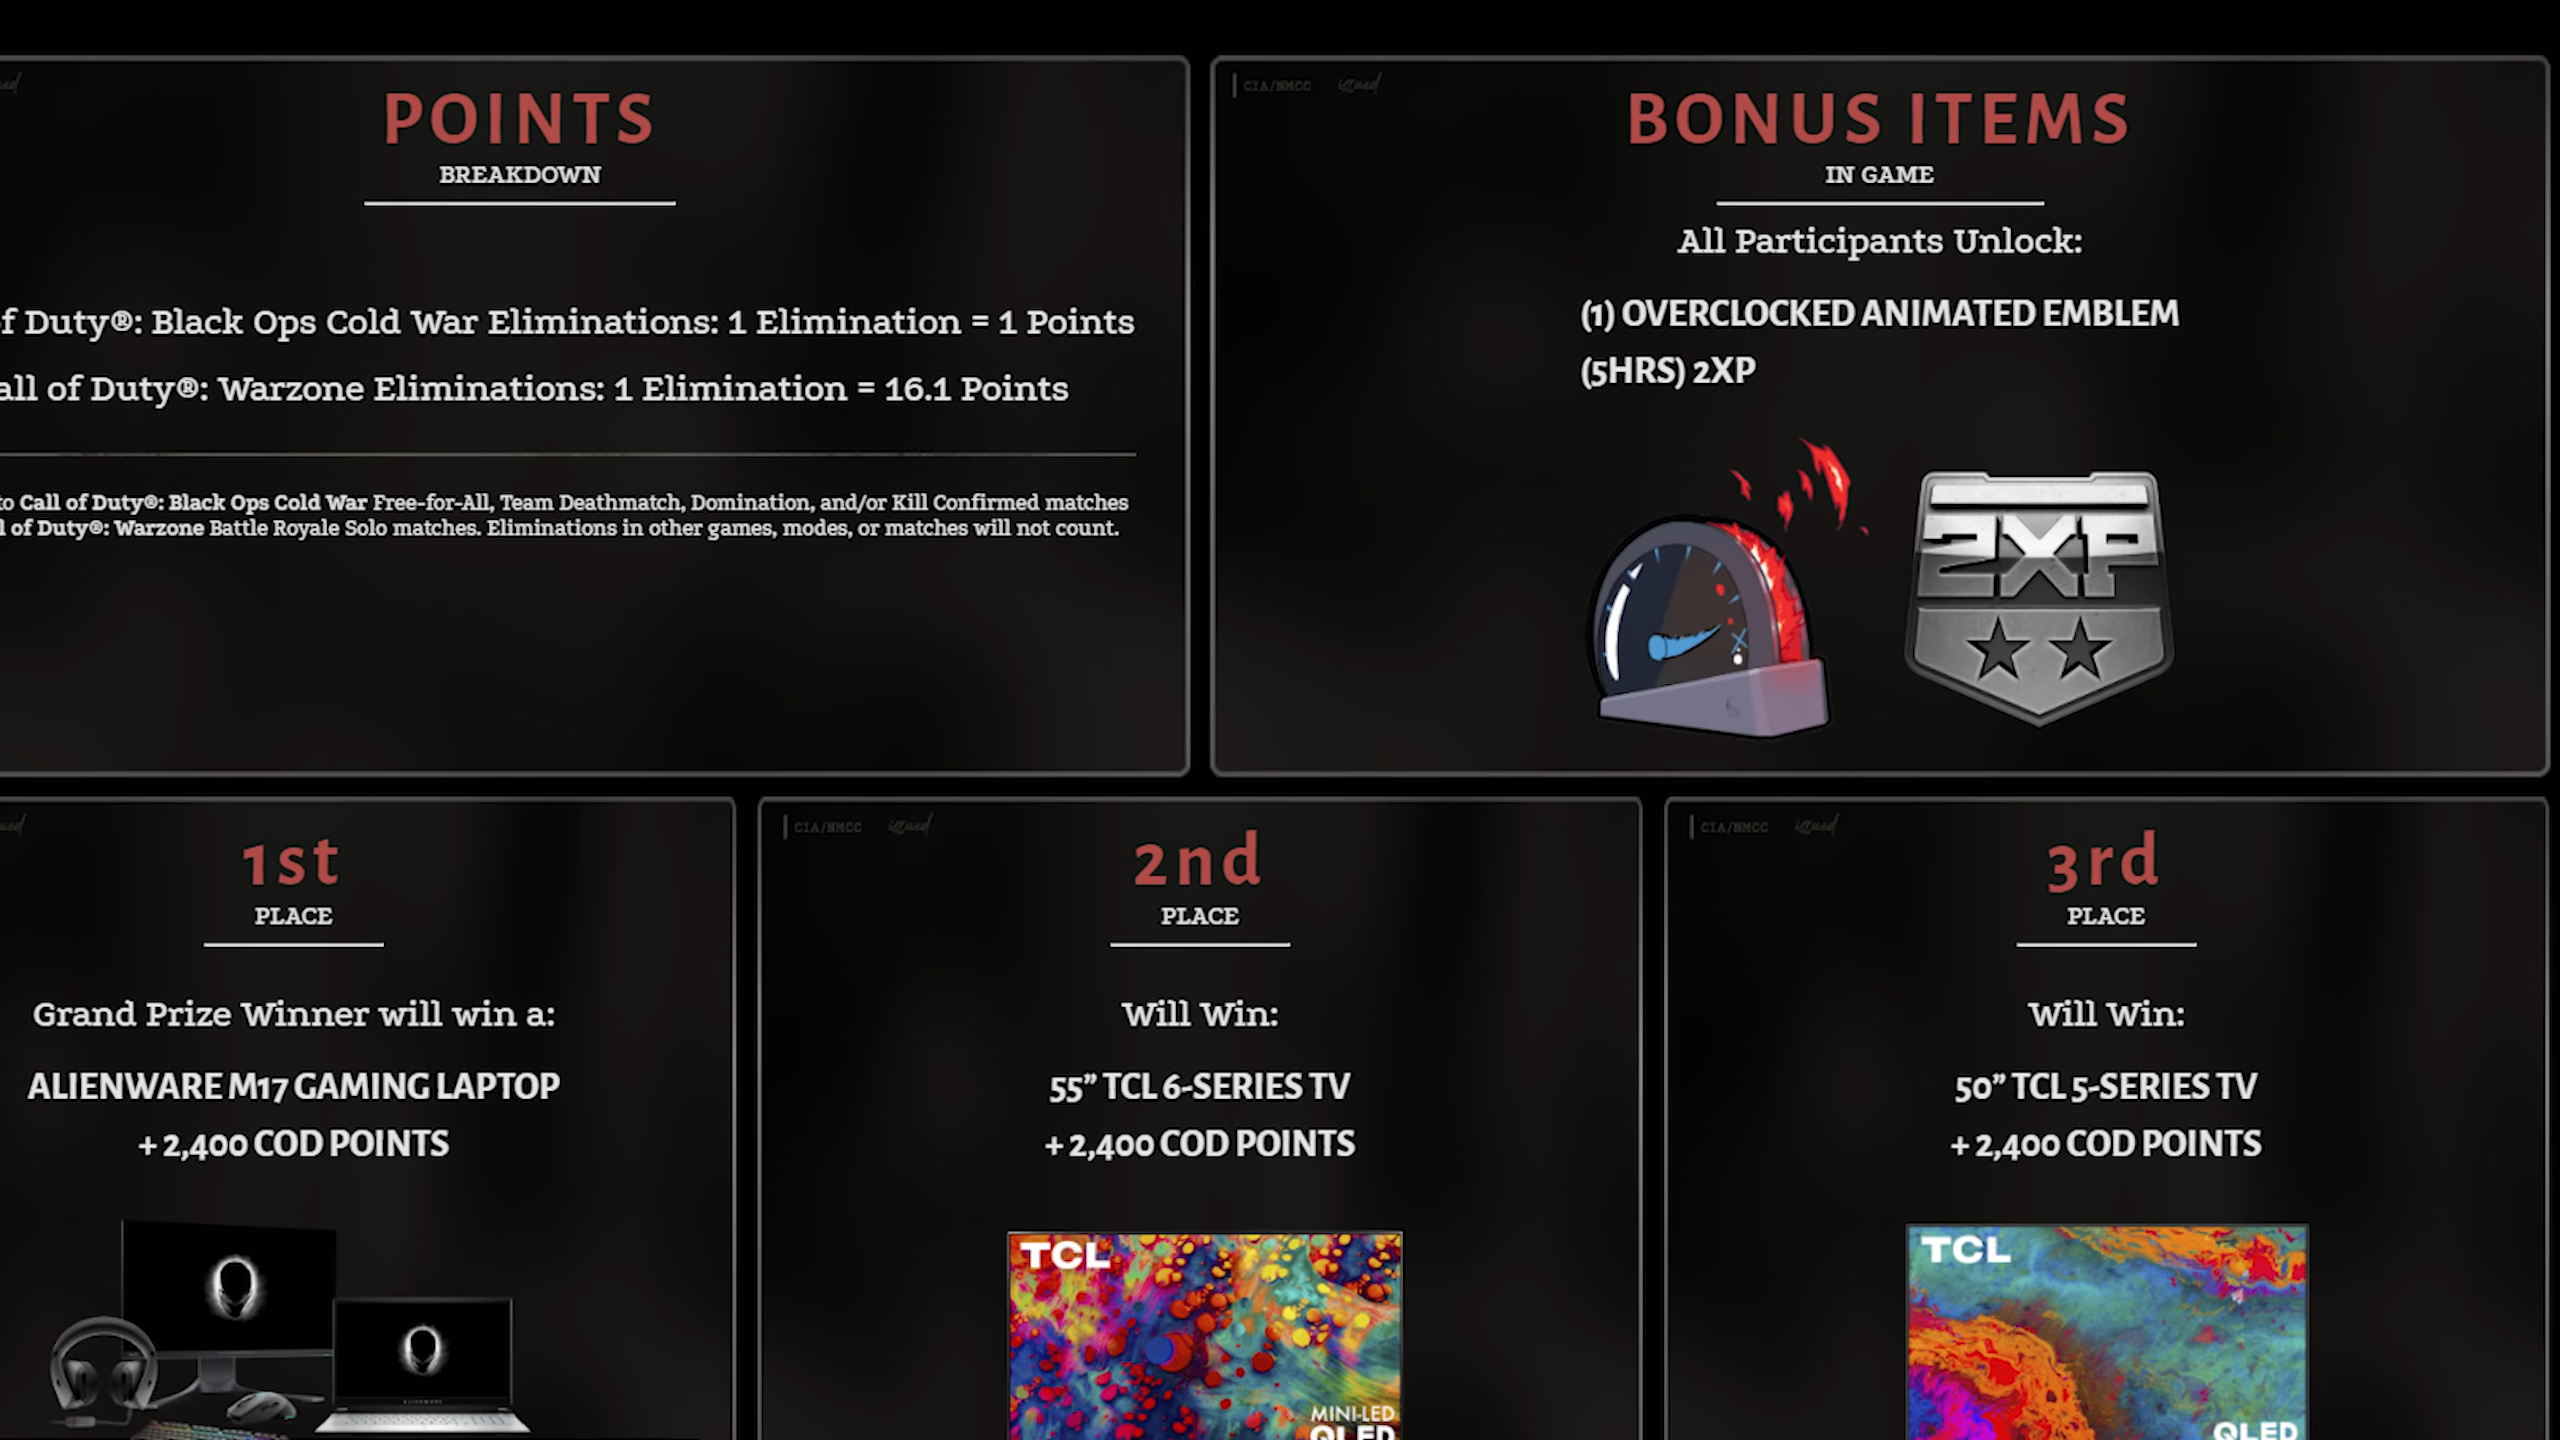 POINTS
BREAKDOWN
f Duty®: Black Ops Cold War Eliminations: 1 Elimination = 1 Points
all of Duty®: Warzone Eliminations: 1 Elimination = 16.1 Points
to Call of Duty®: Black Ops Cold War Free-for-All, Team Deathmatch, Domination, and/or Kill Confirmed matches
l of Duty®: Warzone Battle Royale Solo matches. Eliminations in other games, modes, or matches will not count.
CIA/NMCC issued
BONUS ITEMS
IN GAME
All Participants Unlock:
(1) OVERCLOCKED ANIMATED EMBLEM
(5HRS) 2XP
2XP
1st
PLACE
Grand Prize Winner will win a:
ALIENWARE M17 GAMING LAPTOP
+ 2,400 COD POINTS
CIA/NMCC issued
2nd
PLACE
Will Win:
55” TCL 6-SERIES TV
+ 2,400 COD POINTS
TCL
MINI-LED
QLED
CIA/NMCC issued
3rd
PLACE
Will Win:
50” TCL 5-SERIES TV
+ 2,400 COD POINTS
TCL
QLED